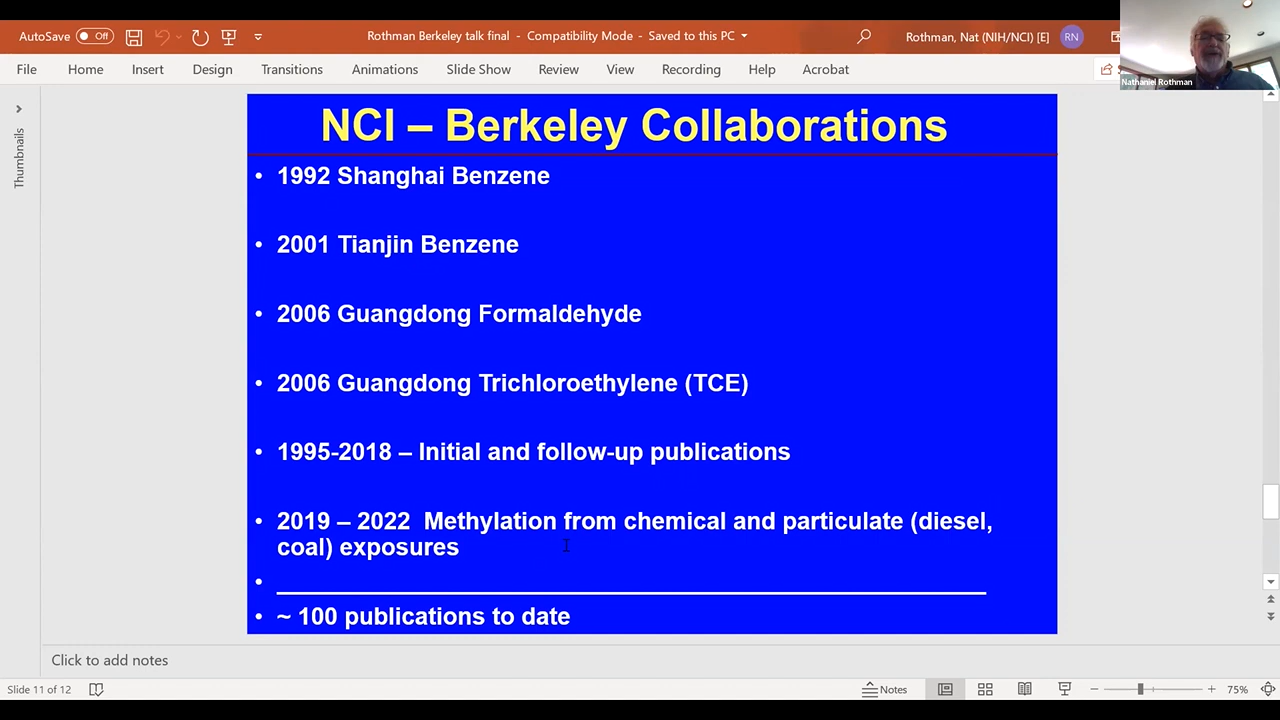 AutoSave Off Rothman Berkeley talk final - Compatibility Mode - Saved to this PC Rothman, Nat (NIH/NCI) [E] RN
Nathaniel Rothman
File Home Insert Design Transitions Animations Slide Show Review View Recording Help Acrobat
Thumbnails
NCI – Berkeley Collaborations
• 1992 Shanghai Benzene
• 2001 Tianjin Benzene
• 2006 Guangdong Formaldehyde
• 2006 Guangdong Trichloroethylene (TCE)
• 1995-2018 – Initial and follow-up publications
• 2019 – 2022 Methylation from chemical and particulate (diesel,
coal) exposures
• ~ 100 publications to date
Click to add notes
Slide 11 of 12 Notes 75%